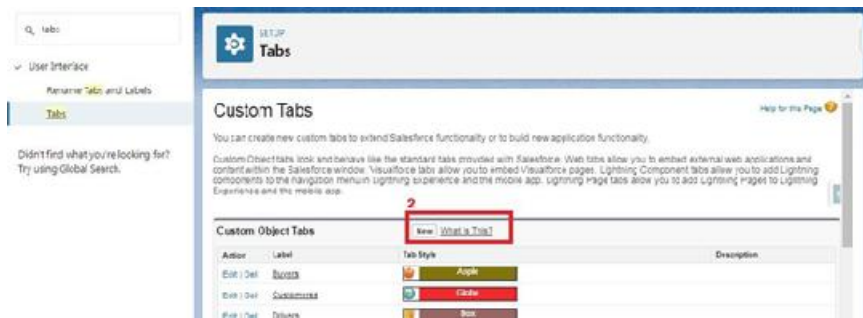 tabs
User Interface
Rename Tabs and Labels
Tabs
Didn't find what you're looking for?
Try using Global Search.
SETUP
Tabs
Custom Tabs
Help for this Page
You can create new custom tabs to extend Salesforce functionality or to build new application functionality.
Custom Object tabs look and behave like the standard tabs provided with Salesforce. Web tabs allow you to embed external web applications and
content within the Salesforce window. Visualforce tabs allow you to embed Visualforce pages. Lightning Component tabs allow you to add Lightning
components to the navigation menu in Lightning Experience and the mobile app. Lightning Page tabs allow you to add Lightning Pages to Lightning
Experience and the mobile app.
2
Custom Object Tabs New What Is This?
Action Label Tab Style Description
Edit | Del Buyers Apple
Edit | Del Customeres Globe
Edit | Del Drivers Box